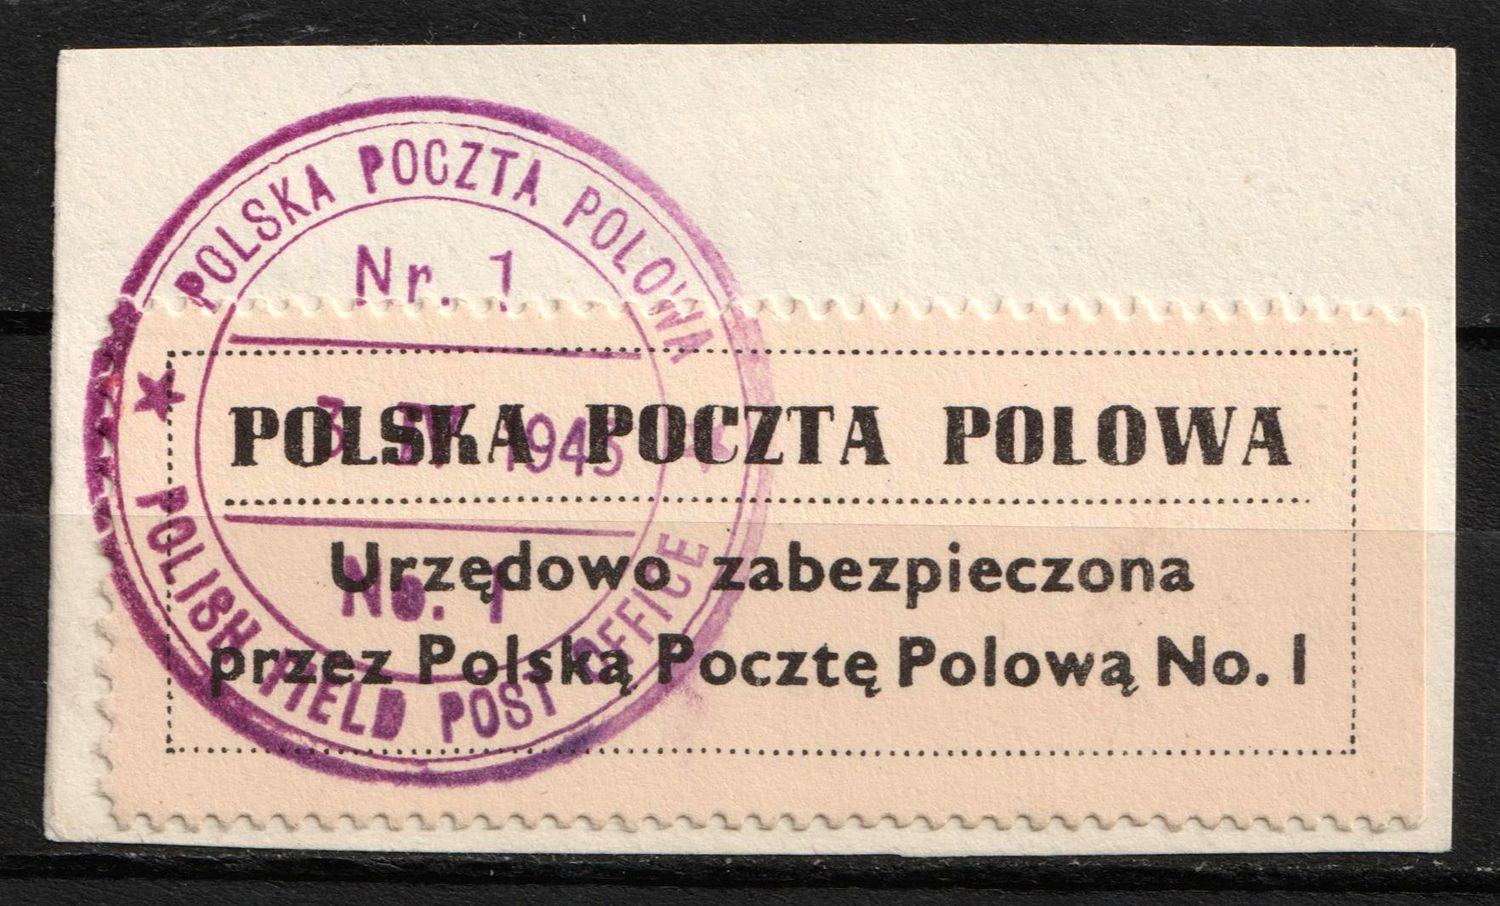 POLSKA POCZTA POLOWA
Nr. 1
1945
No. 1
POLISH FIELD POST OFFICE
POLSKA POCZTA POLOWA
Urzędowo zabezpieczona
przez Polską Pocztę Polową No. 1